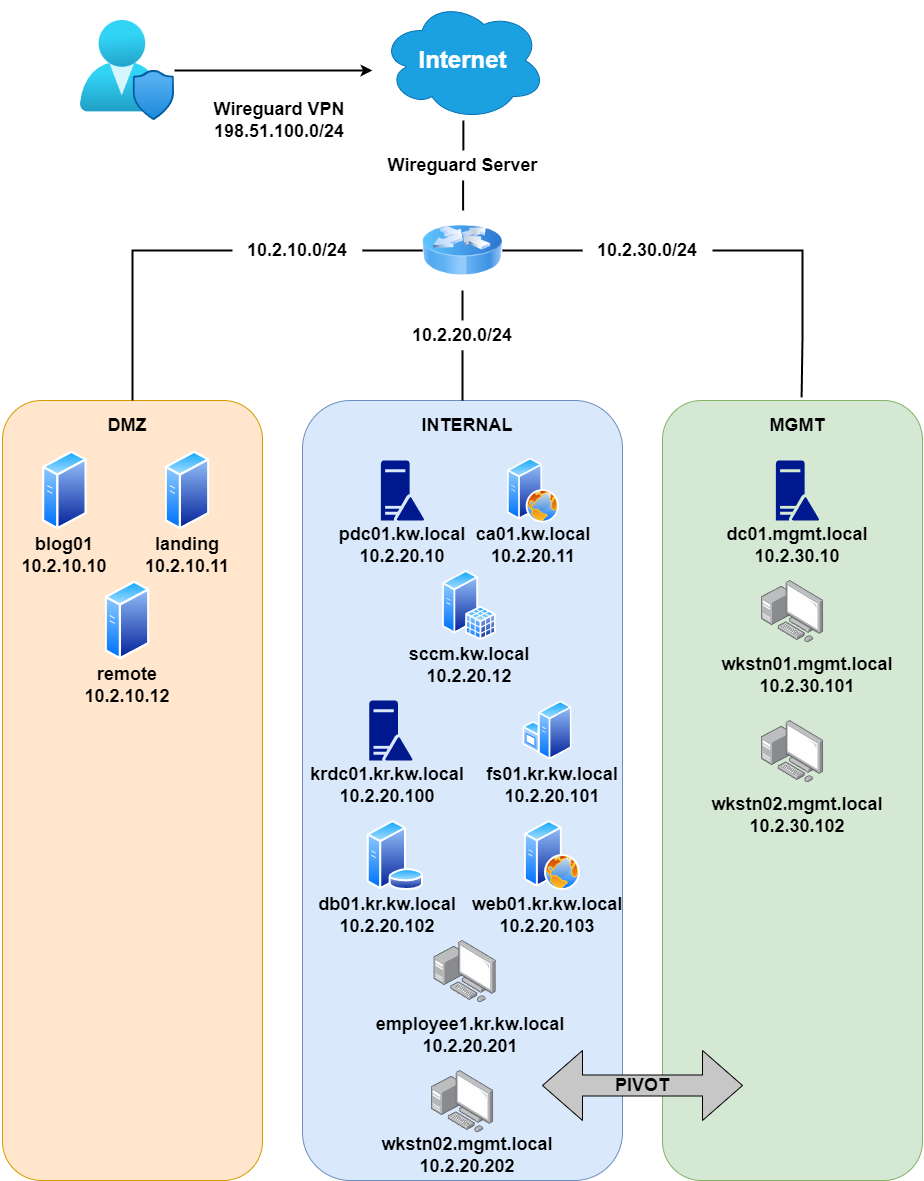 Internet
Wireguard VPN
198.51.100.0/24
Wireguard Server
10.2.10.0/24
10.2.30.0/24
10.2.20.0/24
DMZ
blog01
10.2.10.10
landing
10.2.10.11
remote
10.2.10.12
INTERNAL
pdc01.kw.local
10.2.20.10
ca01.kw.local
10.2.20.11
sccm.kw.local
10.2.20.12
krdc01.kr.kw.local
10.2.20.100
fs01.kr.kw.local
10.2.20.101
db01.kr.kw.local
10.2.20.102
web01.kr.kw.local
10.2.20.103
employee1.kr.kw.local
10.2.20.201
wkstn02.mgmt.local
10.2.20.202
PIVOT
MGMT
dc01.mgmt.local
10.2.30.10
wkstn01.mgmt.local
10.2.30.101
wkstn02.mgmt.local
10.2.30.102